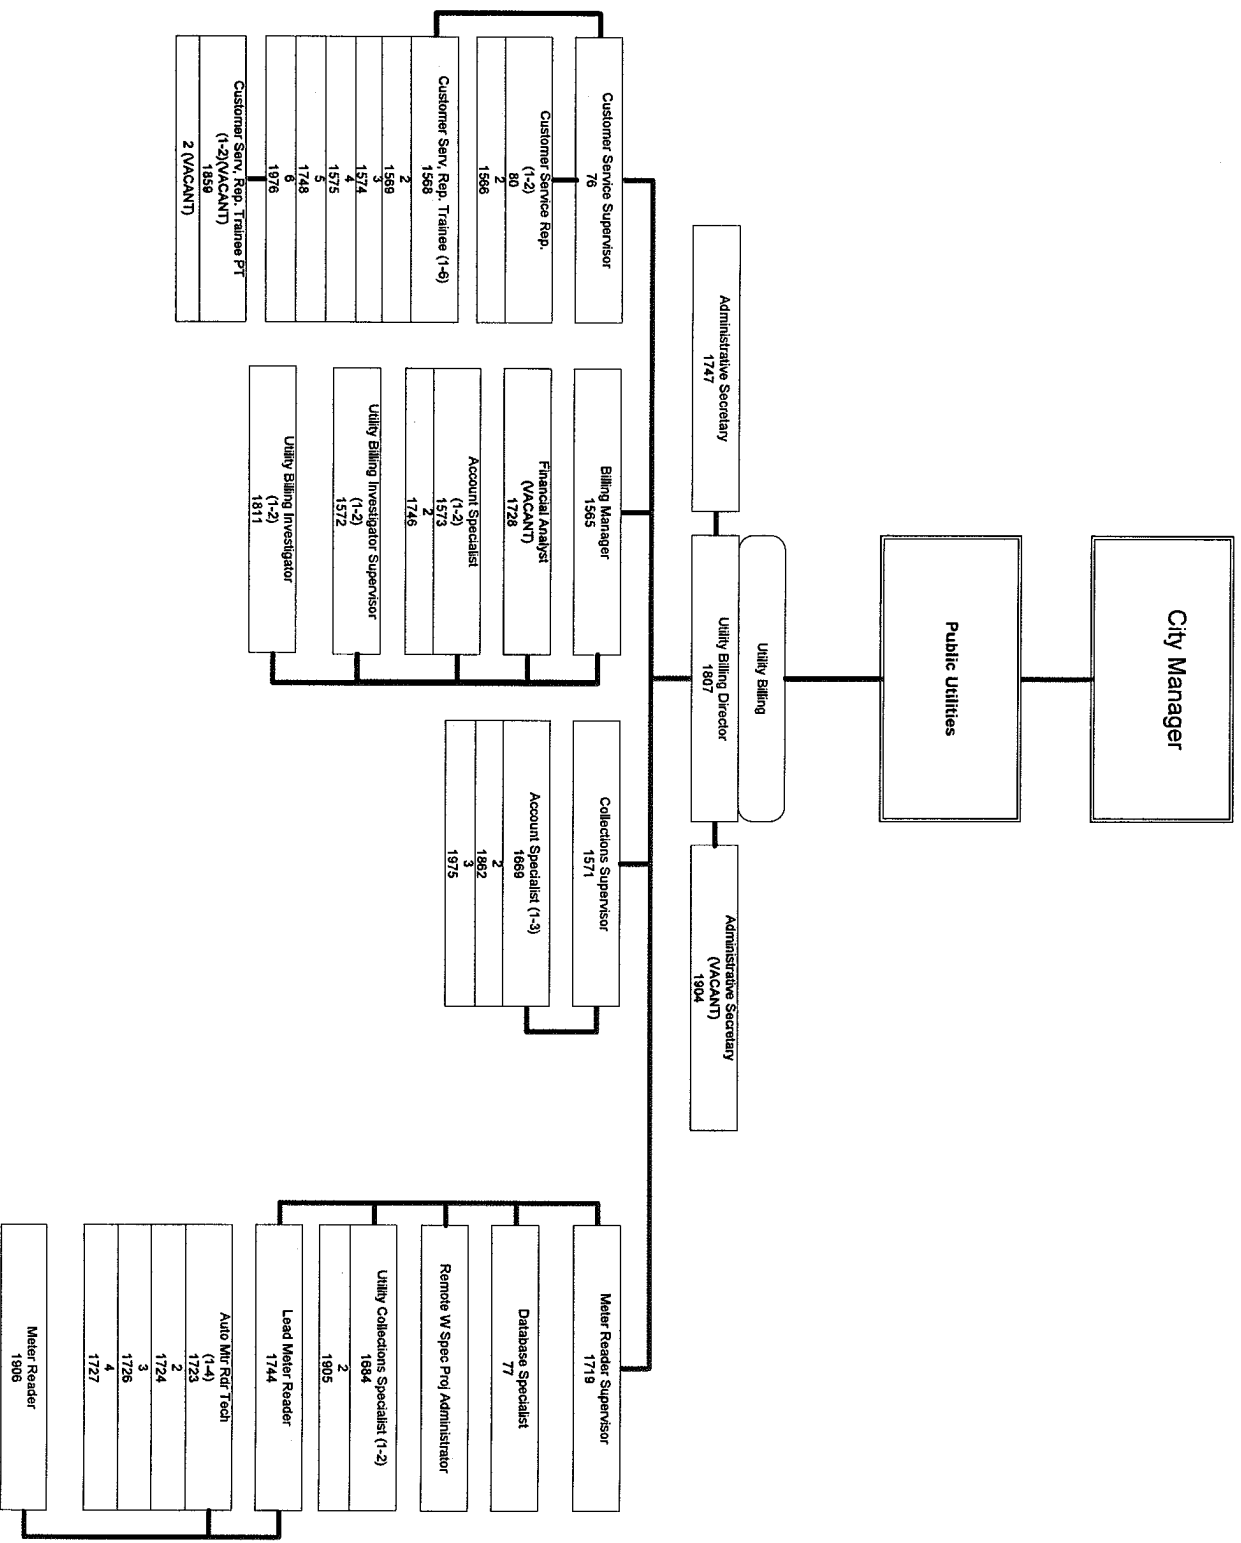 City Manager
Public Utilities
Utility Billing
Utility Billing Director
1807
Administrative Secretary
1747
Administrative Secretary
(VACANT)
1904
Customer Service Supervisor
76
Customer Service Rep.
(1-2)
80
2
1566
Customer Serv, Rep. Trainee (1-6)
1568
2
1569
3
1574
4
1575
5
1748
6
1976
Customer Serv, Rep. Trainee PT
(1-2)(VACANT)
1859
2 (VACANT)
Billing Manager
1565
Financial Analyst
(VACANT)
1728
Account Specialist
(1-2)
1573
2
1746
Utility Billing Investigator Supervisor
(1-2)
1572
Utility Billing Investigator
(1-2)
1811
Collections Supervisor
1571
Account Specialist (1-3)
1669
2
1862
3
1975
Meter Reader Supervisor
1719
Database Specialist
77
Remote W Spec Proj Administrator
Utility Collections Specialist (1-2)
1684
2
1905
Lead Meter Reader
1744
Auto Mtr Rdr Tech
(1-4)
1723
2
1724
3
1726
4
1727
Meter Reader
1906